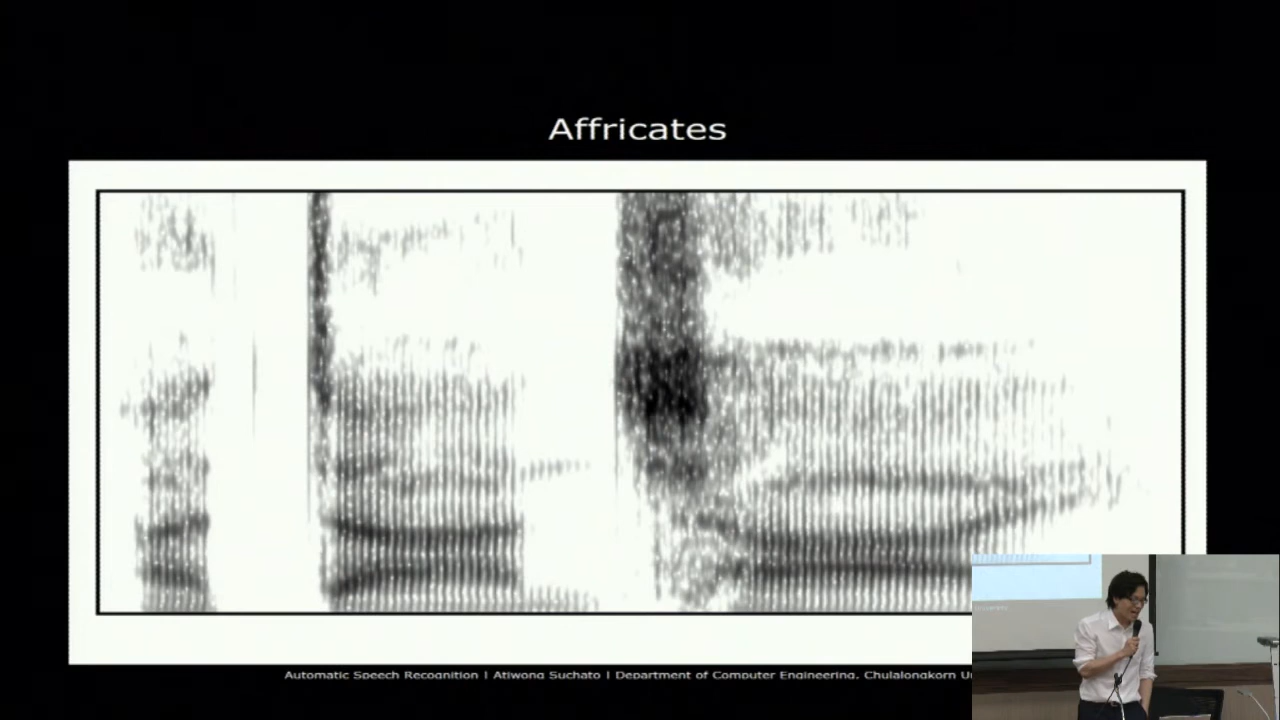 Affricates
Automatic Speech Recognition | Atiwong Suchato | Department of Computer Engineering, Chulalongkorn